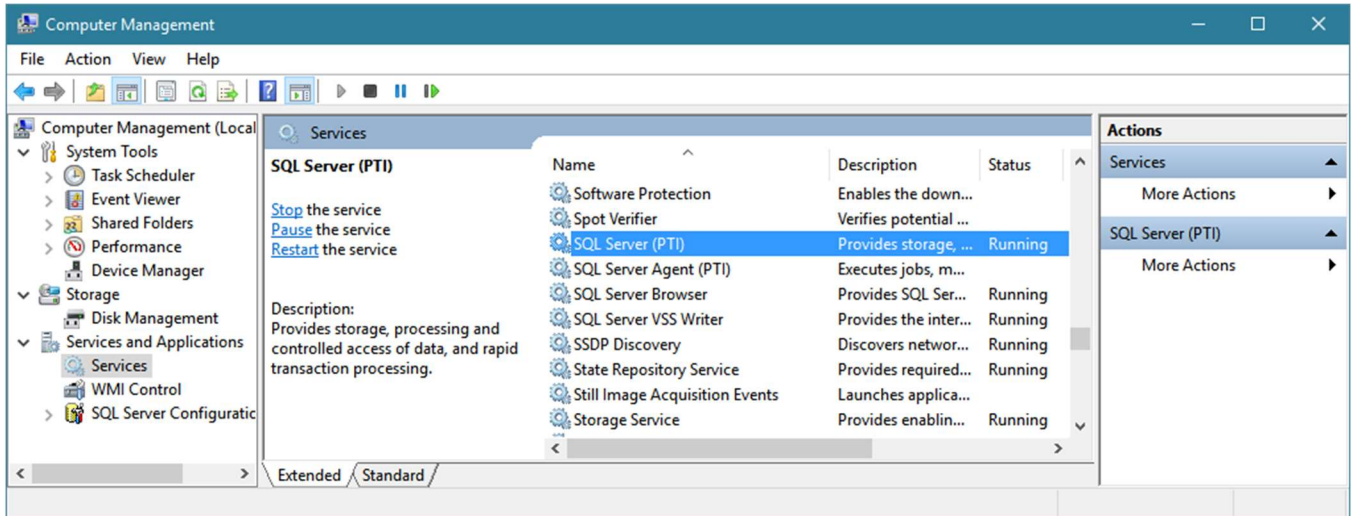 Computer Management
File Action View Help
Computer Management (Local
System Tools
Task Scheduler
Event Viewer
Shared Folders
Performance
Device Manager
Storage
Disk Management
Services and Applications
Services
WMI Control
SQL Server Configuratic
Services
SQL Server (PTI)
Stop the service
Pause the service
Restart the service
Description:
Provides storage, processing and
controlled access of data, and rapid
transaction processing.
Name Description Status
Software Protection Enables the down...
Spot Verifier Verifies potential ...
SQL Server (PTI) Provides storage, ... Running
SQL Server Agent (PTI) Executes jobs, m...
SQL Server Browser Provides SQL Ser... Running
SQL Server VSS Writer Provides the inter... Running
SSDP Discovery Discovers networ... Running
State Repository Service Provides required... Running
Still Image Acquisition Events Launches applica...
Storage Service Provides enablin... Running
Extended Standard
Actions
Services
More Actions
SQL Server (PTI)
More Actions